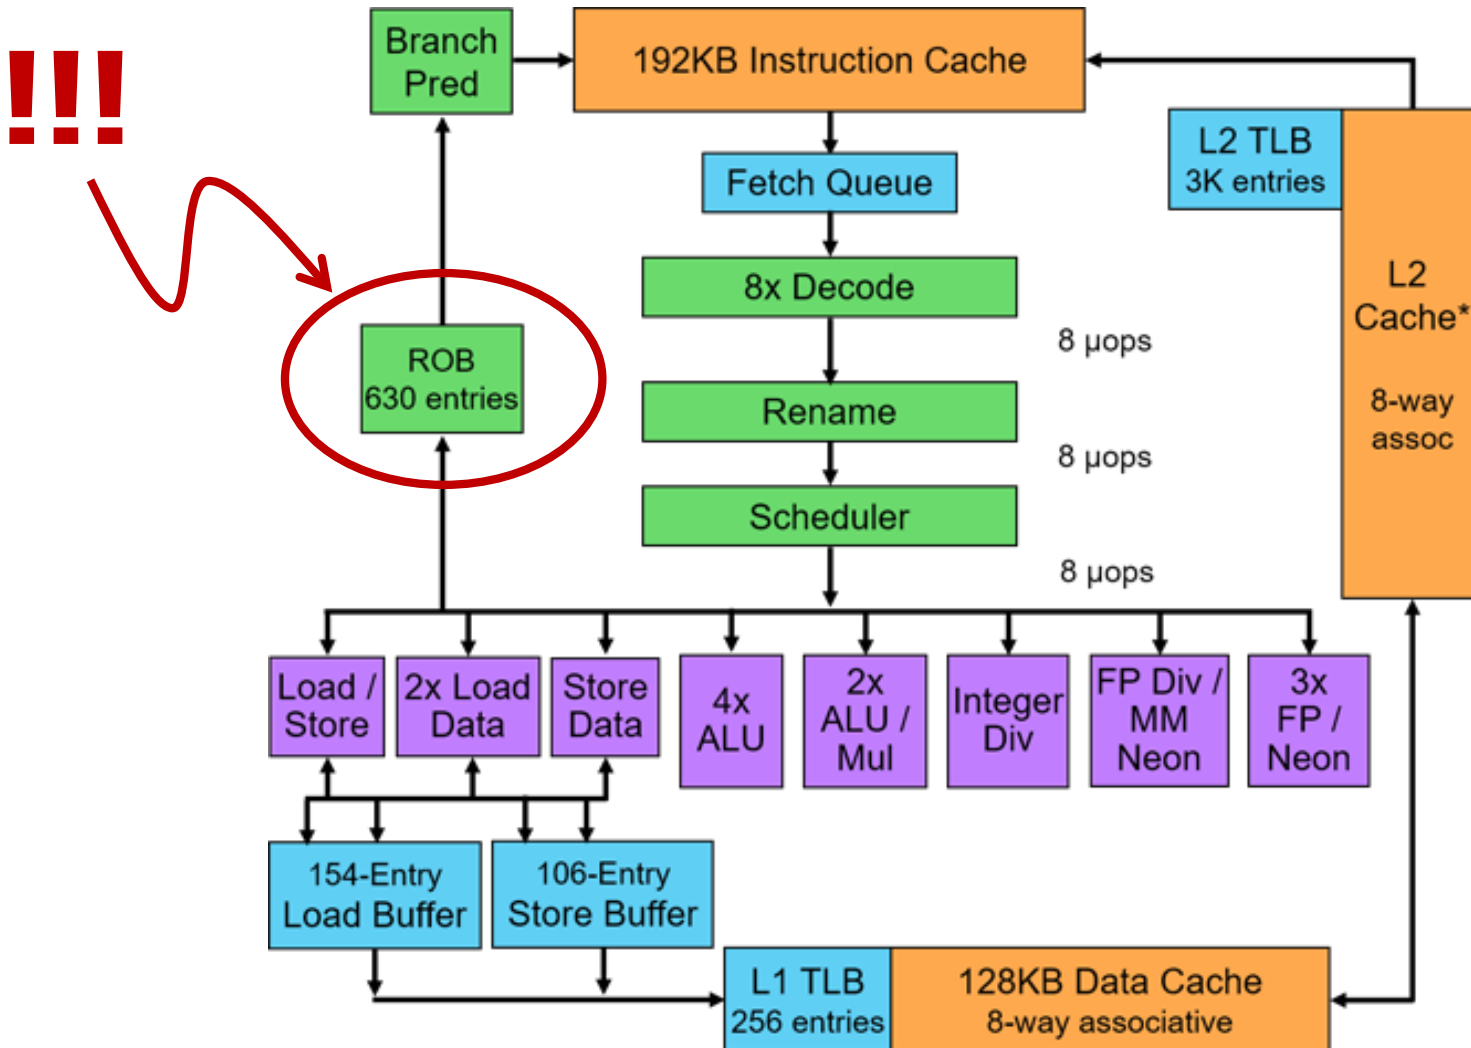 !!!
Branch
Pred
192KB Instruction Cache
L2 TLB
3K entries
Fetch Queue
L2
Cache*
8-way
assoc
8x Decode
8 µops
ROB
630 entries
Rename
8 µops
Scheduler
8 µops
Load /
Store
2x Load
Data
Store
Data
4x
ALU
2x
ALU /
Mul
Integer
Div
FP Div /
MM
Neon
3x
FP /
Neon
154-Entry
Load Buffer
106-Entry
Store Buffer
L1 TLB
256 entries
128KB Data Cache
8-way associative